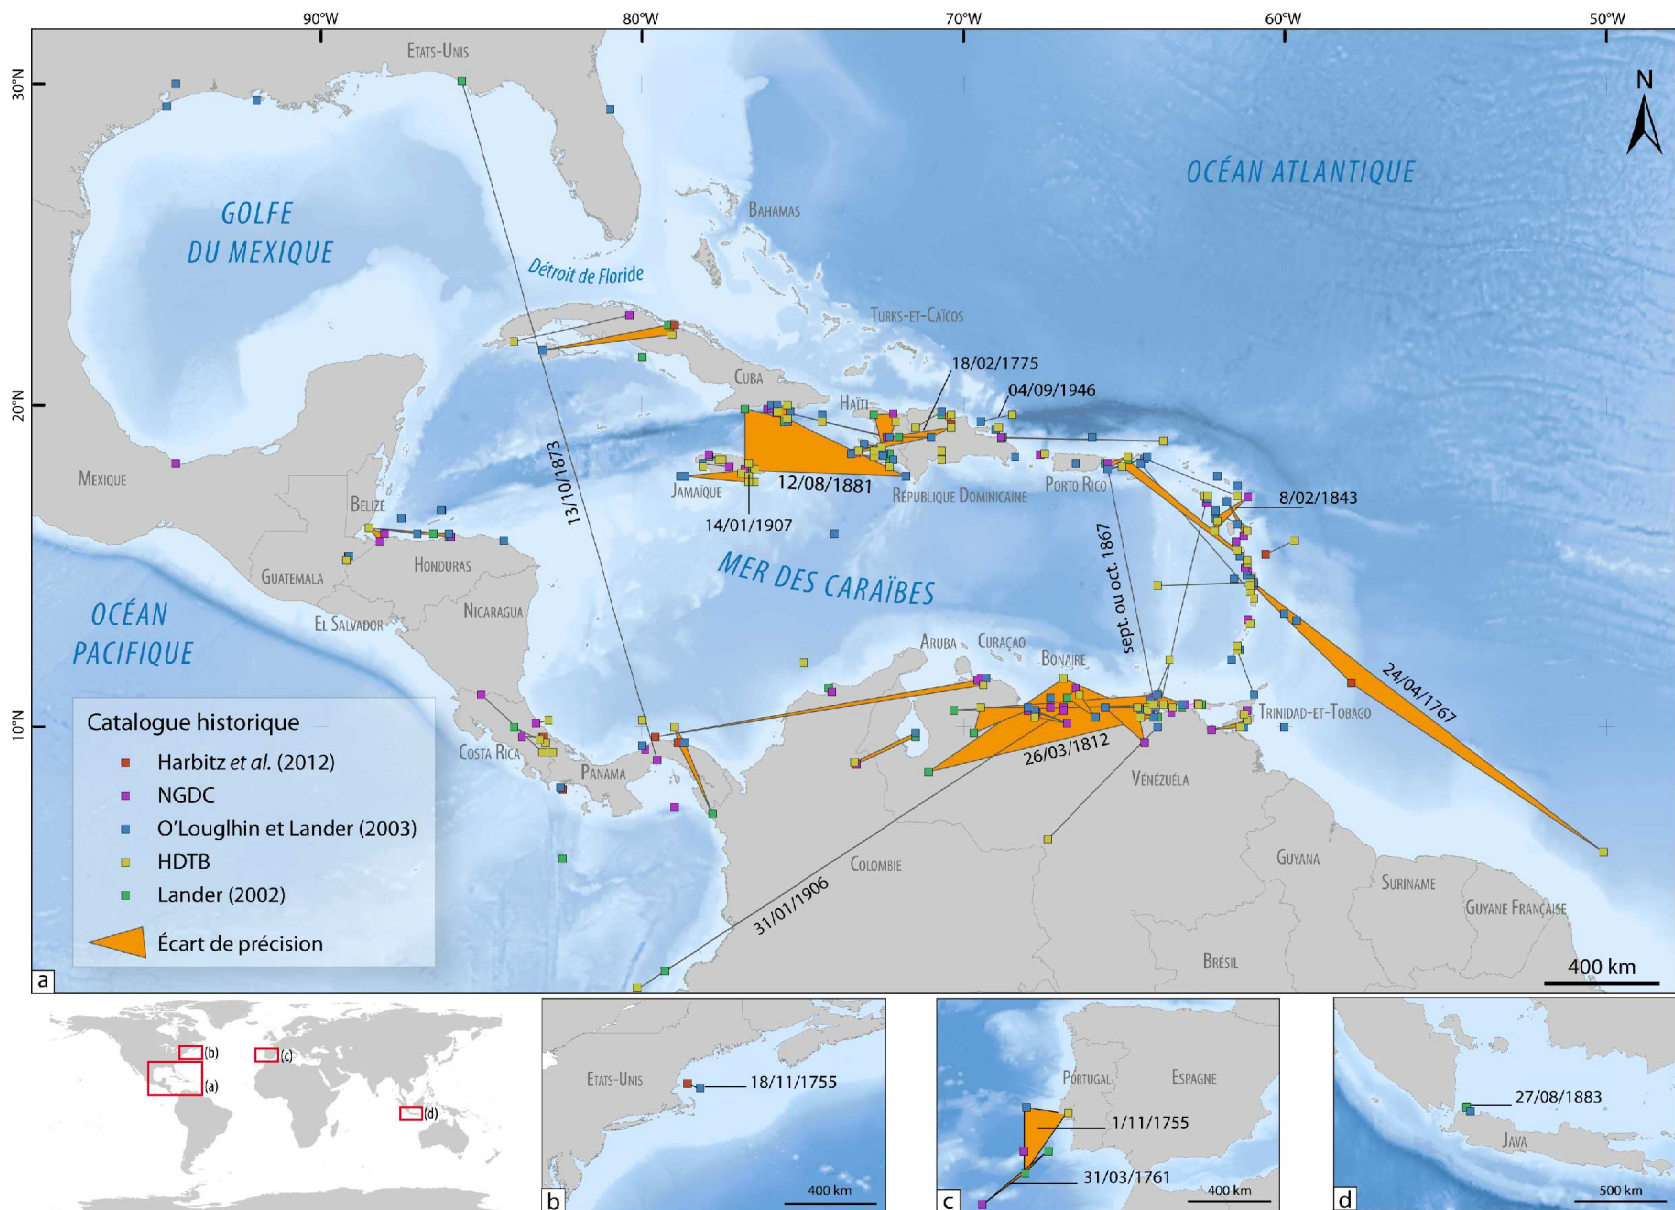 90°W
80°W
70°W
60°W
50°W
30°N
20°N
10°N
N
ETATS-UNIS
GOLFE
DU MEXIQUE
OCÉAN ATLANTIQUE
BAHAMAS
Détroit de Floride
TURKS-ET-CAÏCOS
18/02/1775
04/09/1946
CUBA
HAÏTI
MEXIQUE
BELIZE
13/10/1873
JAMAÏQUE
12/08/1881
RÉPUBLIQUE DOMINICAINE
PORTO RICO
8/02/1843
14/01/1907
GUATEMALA
HONDURAS
MER DES CARAÏBES
sept. ou oct. 1867
EL SALVADOR
NICARAGUA
OCÉAN
PACIFIQUE
ARUBA
CURAÇAO
BONAIRE
24/04/1767
TRINIDAD-ET-TOBAGO
COSTA RICA
PANAMA
26/03/1812
VÉNÉZUÉLA
COLOMBIE
31/01/1906
GUYANA
SURINAME
GUYANE FRANÇAISE
BRÉSIL
Catalogue historique
Harbitz et al. (2012)
NGDC
O'Louglhin et Lander (2003)
HDTB
Lander (2002)
Écart de précision
400 km
a
(b)
(c)
(a)
(d)
ETATS-UNIS
18/11/1755
400 km
b
PORTUGAL
ESPAGNE
1/11/1755
31/03/1761
400 km
c
27/08/1883
JAVA
500 km
d